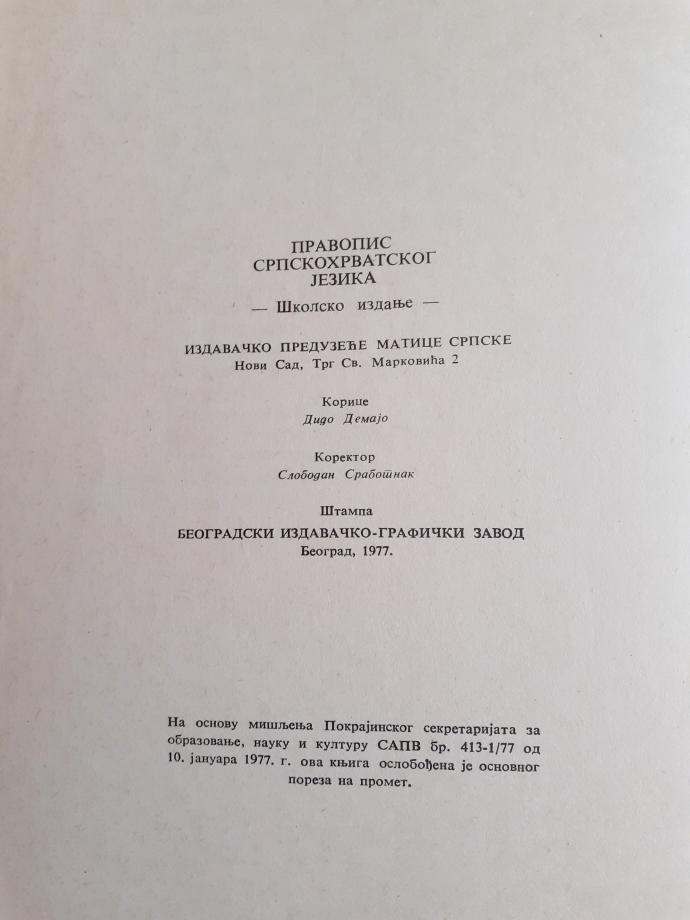 ПРАВОПИС
СРПСКОХРВАТСКОГ
ЈЕЗИКА
— Школско издање —
ИЗДАВАЧКО ПРЕДУЗЕЋЕ МАТИЦЕ СРПСКЕ
Нови Сад, Трг Св. Марковића 2
Корице
Дидо Демајо
Коректор
Слободан Сработнак
Штампа
БЕОГРАДСКИ ИЗДАВАЧКО-ГРАФИЧКИ ЗАВОД
Београд, 1977.
На основу мишљења Покрајинског секретаријата за
образовање, науку и културу САПВ бр. 413-1/77 од
10. јануара 1977. г. ова књига ослобођена је основног
пореза на промет.